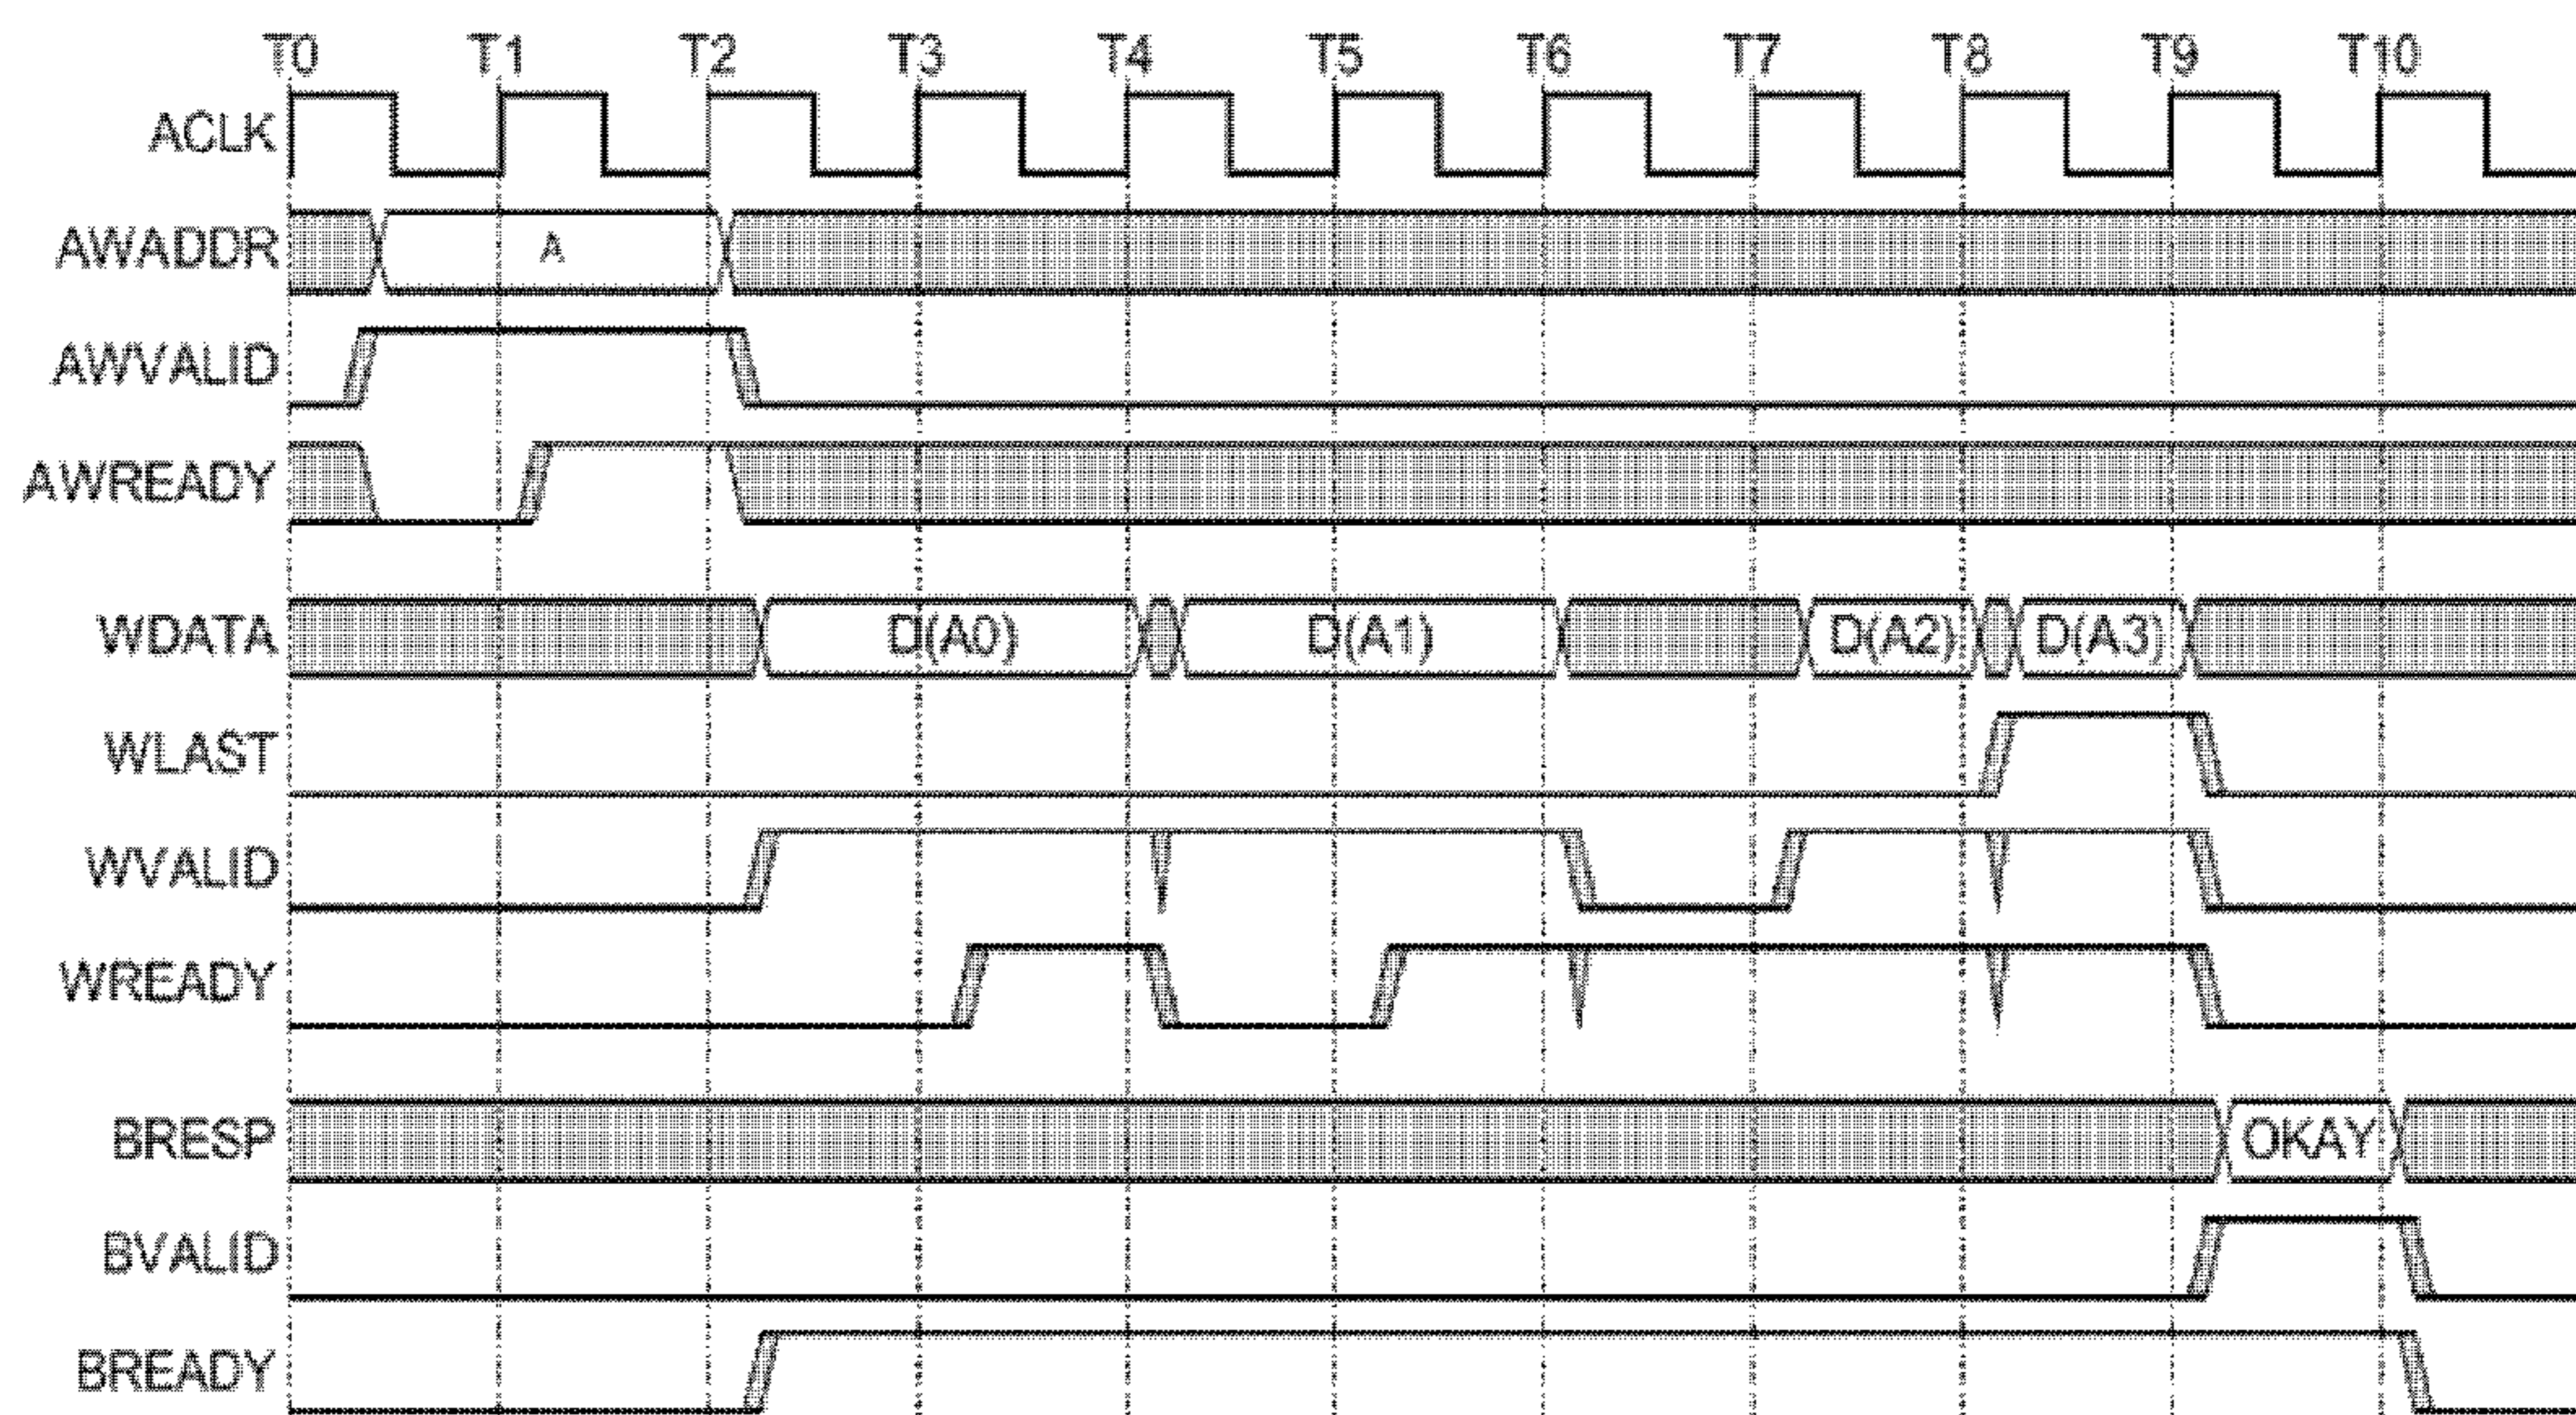 T0 T1 T2 T3 T4 T5 T6 T7 T8 T9 T10
ACLK
AWADDR A
AWVALID
AWREADY
WDATA D(A0) D(A1) D(A2) D(A3)
WLAST
WVALID
WREADY
BRESP OKAY
BVALID
BREADY